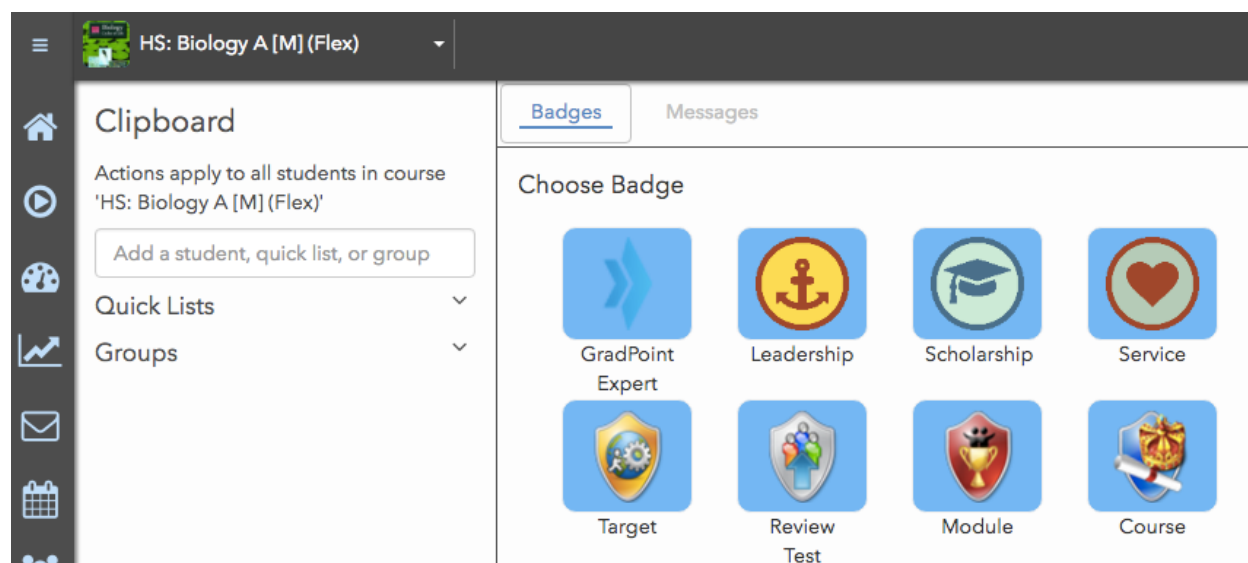 HS: Biology A [M] (Flex)
Clipboard
Actions apply to all students in course
'HS: Biology A [M] (Flex)'
Add a student, quick list, or group
Quick Lists
Groups
Badges
Messages
Choose Badge
GradPoint
Expert
Leadership
Scholarship
Service
Target
Review
Test
Module
Course